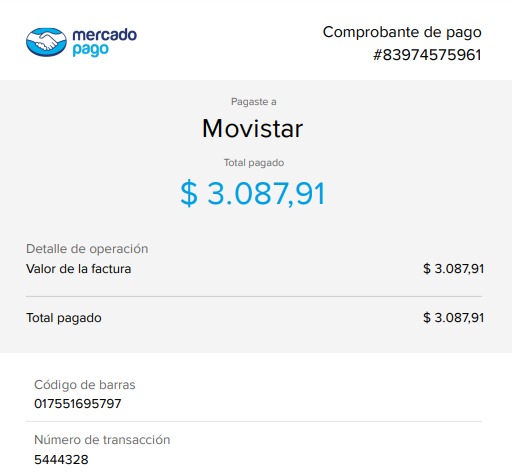 mercado
pago
Comprobante de pago
#83974575961
Pagaste a
Movistar
Total pagado
$ 3.087,91
Detalle de operación
Valor de la factura $ 3.087,91
Total pagado $ 3.087,91
Código de barras
017551695797
Número de transacción
5444328